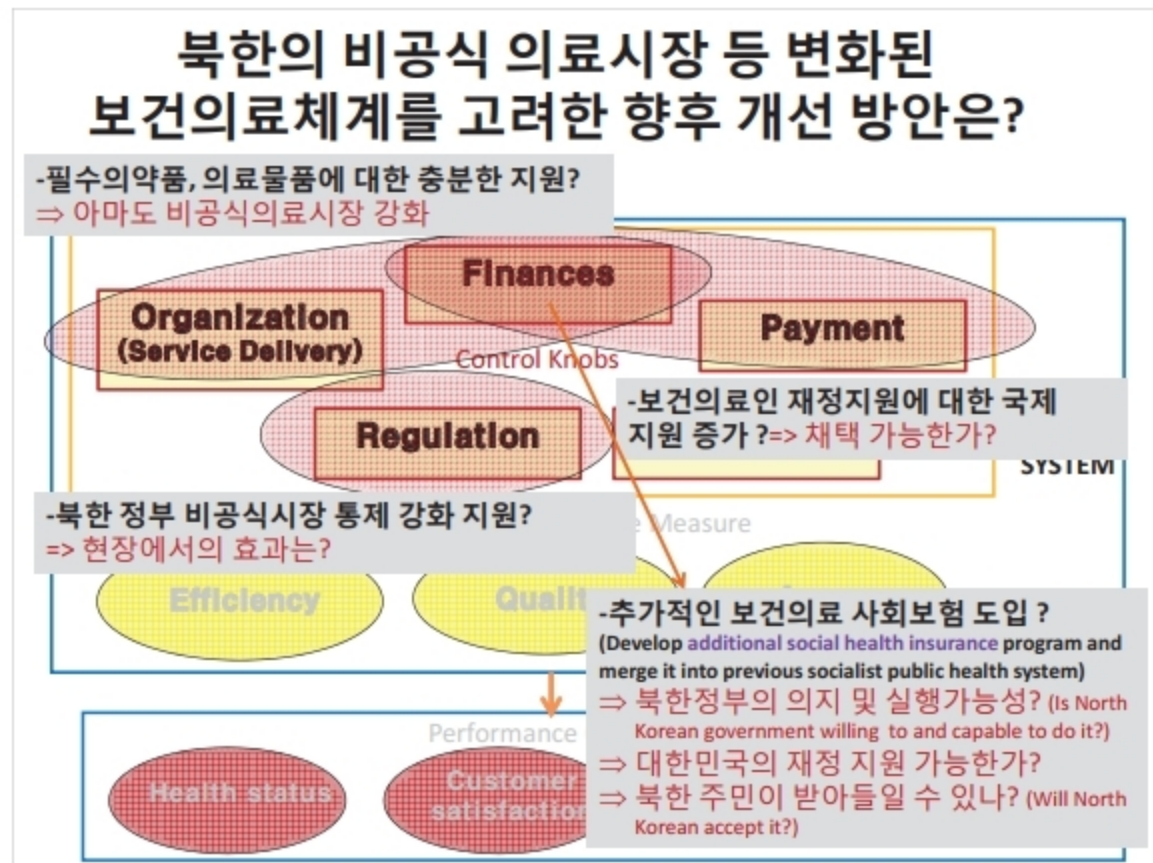 북한의 비공식 의료시장 등 변화된
보건의료체계를 고려한 향후 개선 방안은?
-필수의약품, 의료물품에 대한 충분한 지원?
⇒ 아마도 비공식의료시장 강화
Finances
Organization
(Service Delivery)
Payment
Control Knobs
-보건의료인 재정지원에 대한 국제
지원 증가 ?=> 채택 가능한가?
Regulation
SYSTEM
-북한 정부 비공식시장 통제 강화 지원?
=> 현장에서의 효과는?
Measure
Efficiency
-추가적인 보건의료 사회보험 도입 ?
(Develop additional social health insurance program and
merge it into previous socialist public health system)
⇒ 북한정부의 의지 및 실행가능성? (Is North
Korean government willing to and capable to do it?)
⇒ 대한민국의 재정 지원 가능한가?
⇒ 북한 주민이 받아들일 수 있나? (Will North
Korean accept it?)
Performance
Health status
Customer